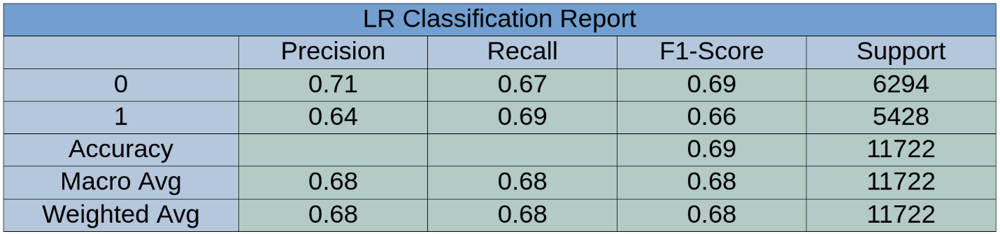 LR Classification Report
Precision Recall F1-Score Support
0 0.71 0.67 0.69 6294
1 0.64 0.69 0.66 5428
Accuracy 0.69 11722
Macro Avg 0.68 0.68 0.68 11722
Weighted Avg 0.68 0.68 0.68 11722